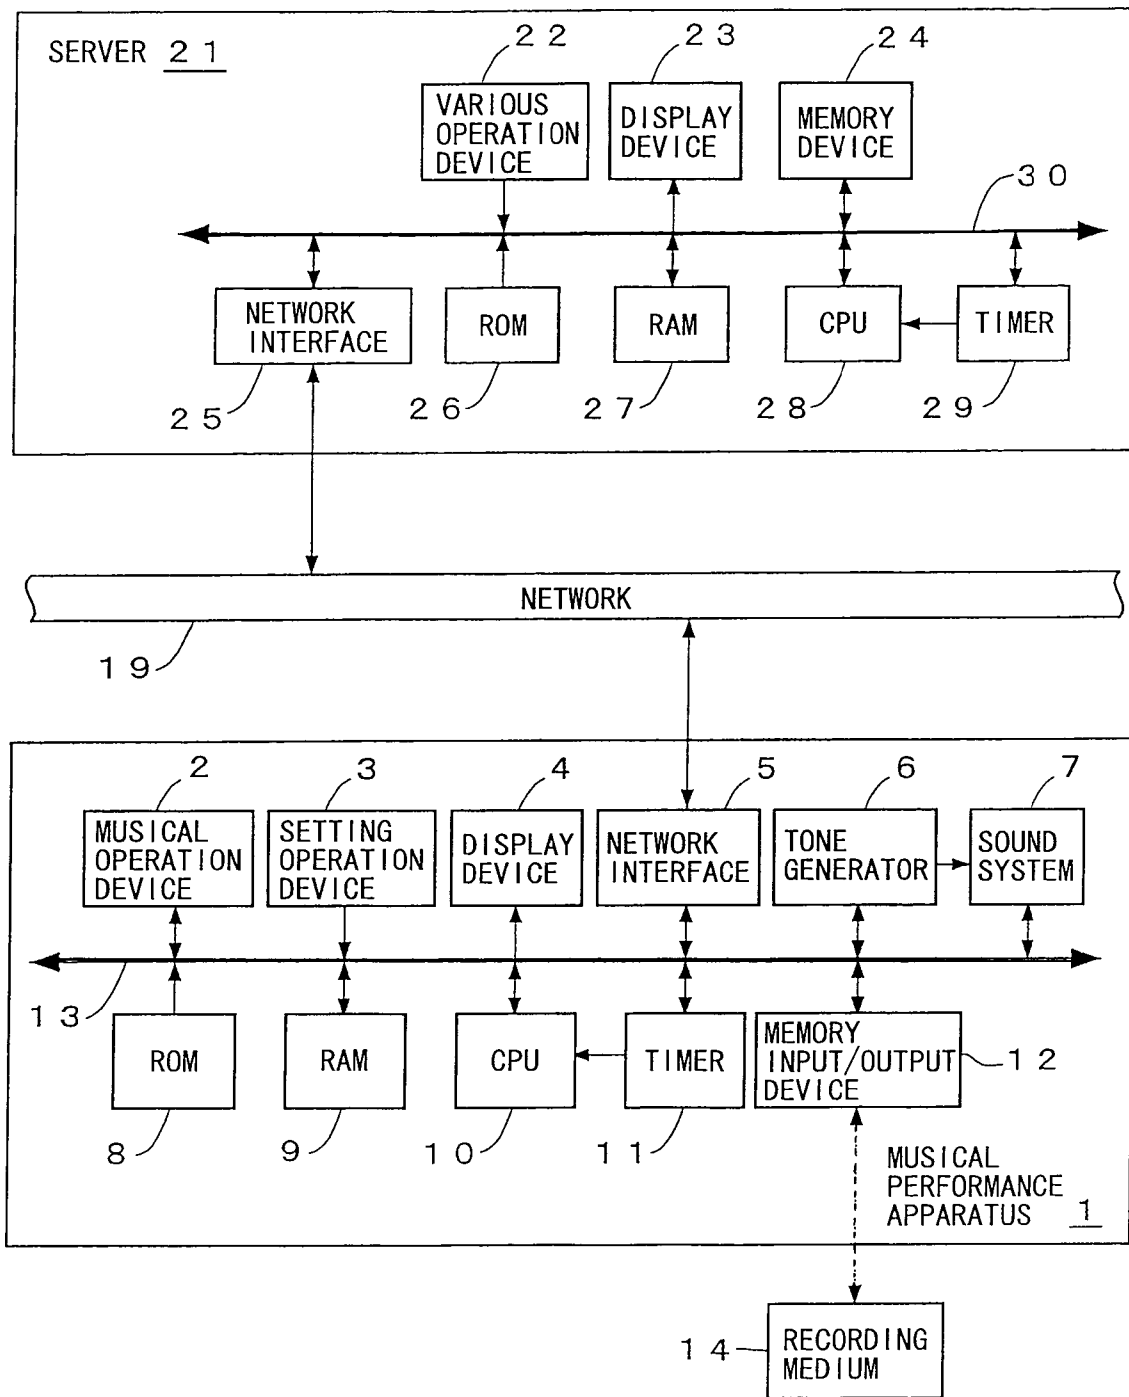 SERVER 21
22
23
24
VARIOUS
OPERATION
DEVICE
DISPLAY
DEVICE
MEMORY
DEVICE
30
NETWORK
INTERFACE
ROM
RAM
CPU
TIMER
25
26
27
28
29
NETWORK
19
2
3
4
5
6
7
MUSICAL
OPERATION
DEVICE
SETTING
OPERATION
DEVICE
DISPLAY
DEVICE
NETWORK
INTERFACE
TONE
GENERATOR
SOUND
SYSTEM
13
ROM
RAM
CPU
TIMER
MEMORY
INPUT/OUTPUT
DEVICE
12
8
9
10
11
MUSICAL
PERFORMANCE
APPARATUS 1
14
RECORDING
MEDIUM